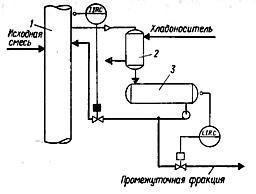 TIRC
1
Хладоноситель
Исходная
смесь
2
3
LIRC
Промежуточная фракция